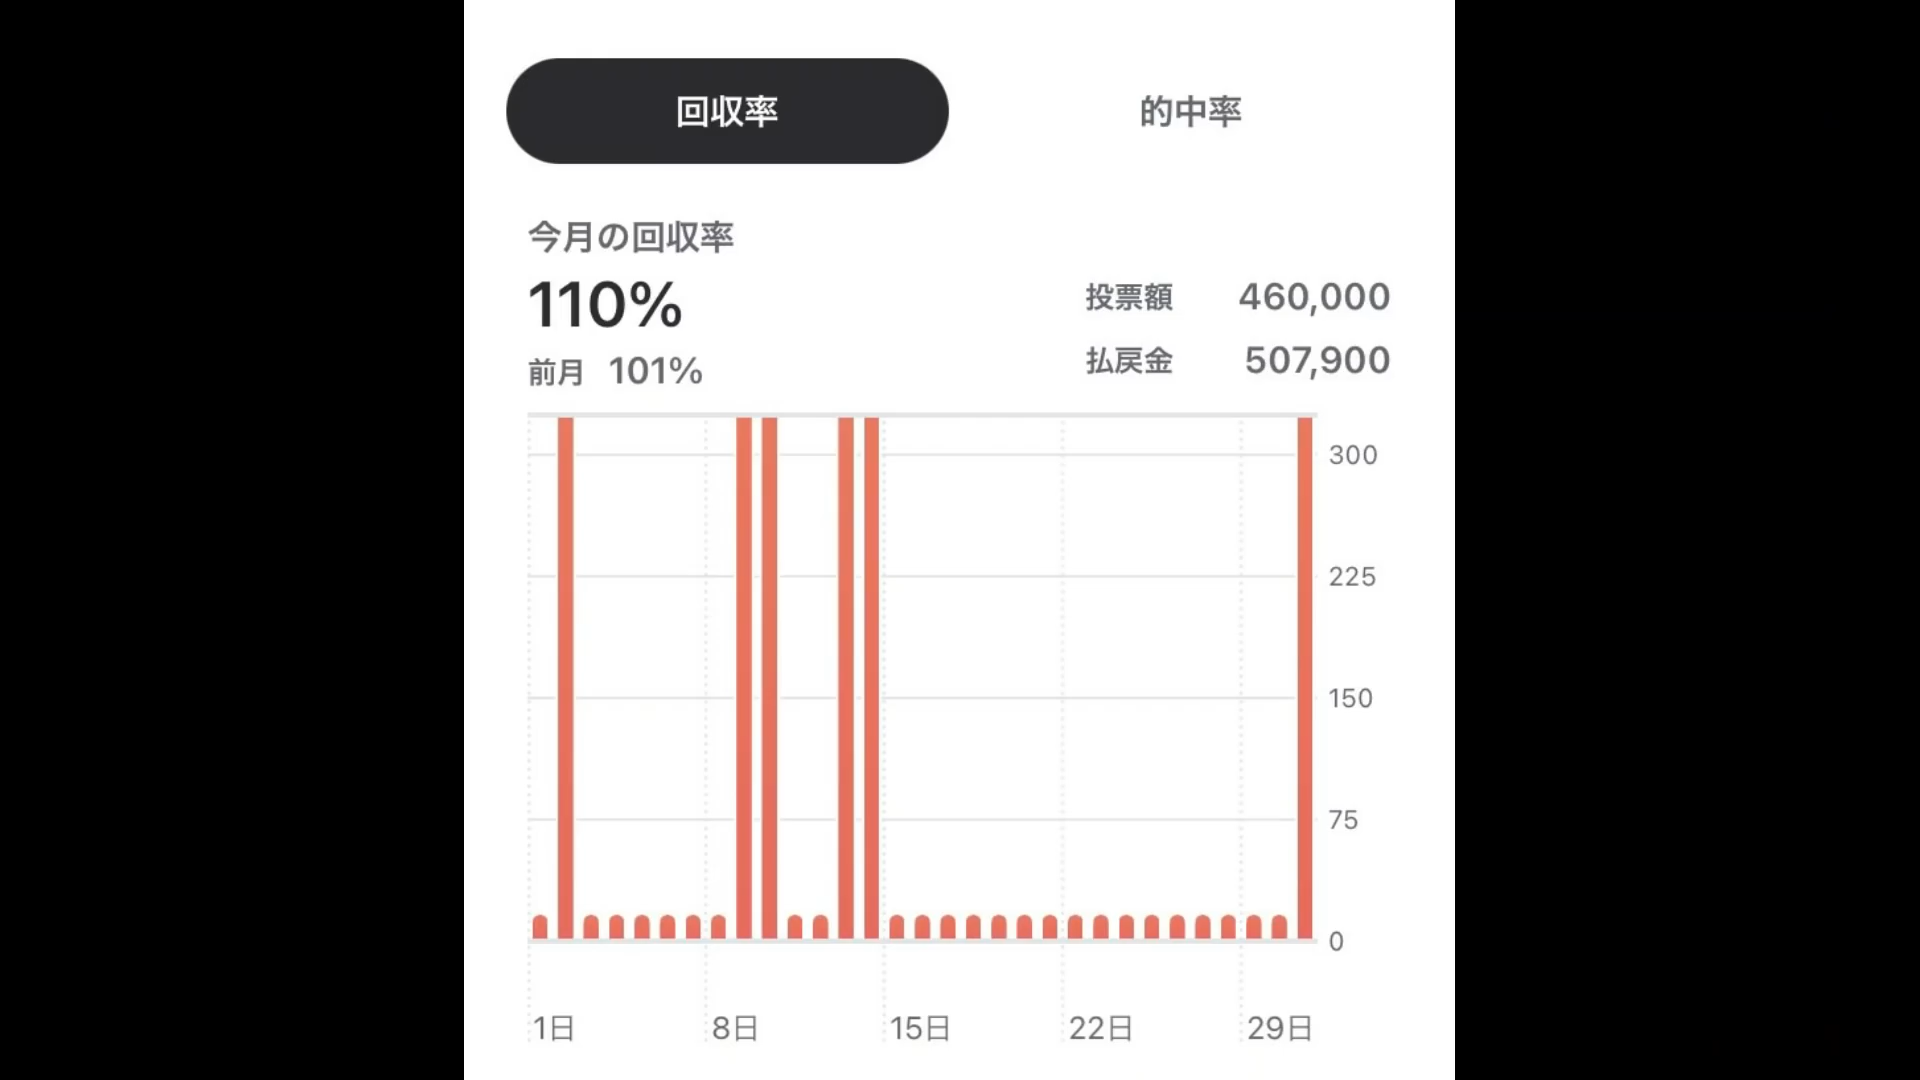 回収率 的中率
今月の回収率
110%
前月 101%
投票額 460,000
払戻金 507,900
300
225
150
75
0
1日 8日 15日 22日 29日